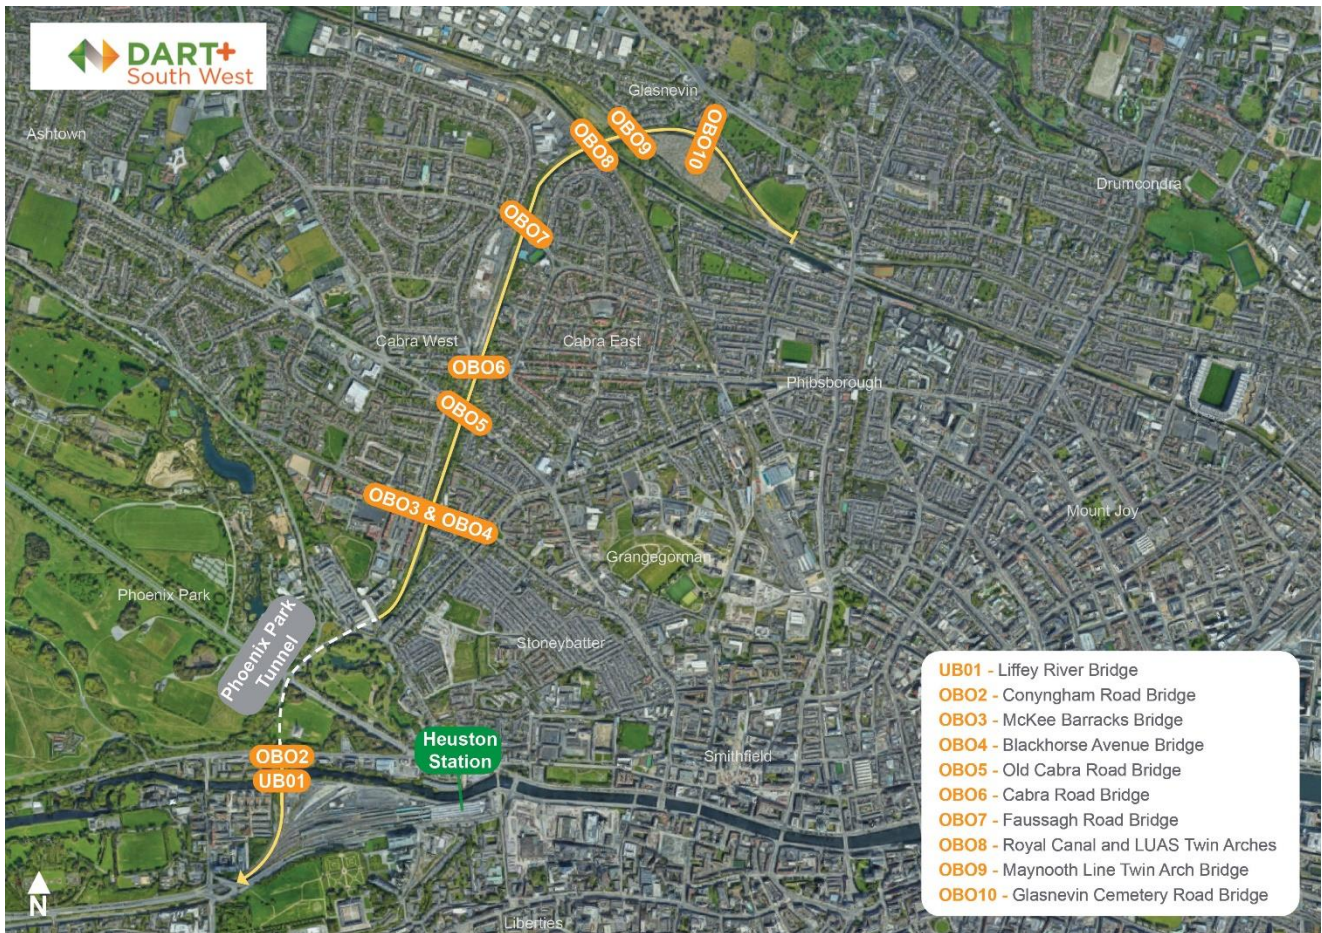 DART+
South West
Glasnevin
Ashtown
OBO10
OBO9
OBO8
Drumcondra
OBO7
Cabra West
Cabra East
OBO6
Phibsborough
OBO5
OBO3 & OBO4
Mount Joy
Grangegorman
Phoenix Park
Phoenix Park
Tunnel
Stoneybatter
Heuston
Station
Smithfield
OBO2
UB01
Liberties
N
UB01 - Liffey River Bridge
OBO2 - Conyngham Road Bridge
OBO3 - McKee Barracks Bridge
OBO4 - Blackhorse Avenue Bridge
OBO5 - Old Cabra Road Bridge
OBO6 - Cabra Road Bridge
OBO7 - Faussagh Road Bridge
OBO8 - Royal Canal and LUAS Twin Arches
OBO9 - Maynooth Line Twin Arch Bridge
OBO10 - Glasnevin Cemetery Road Bridge